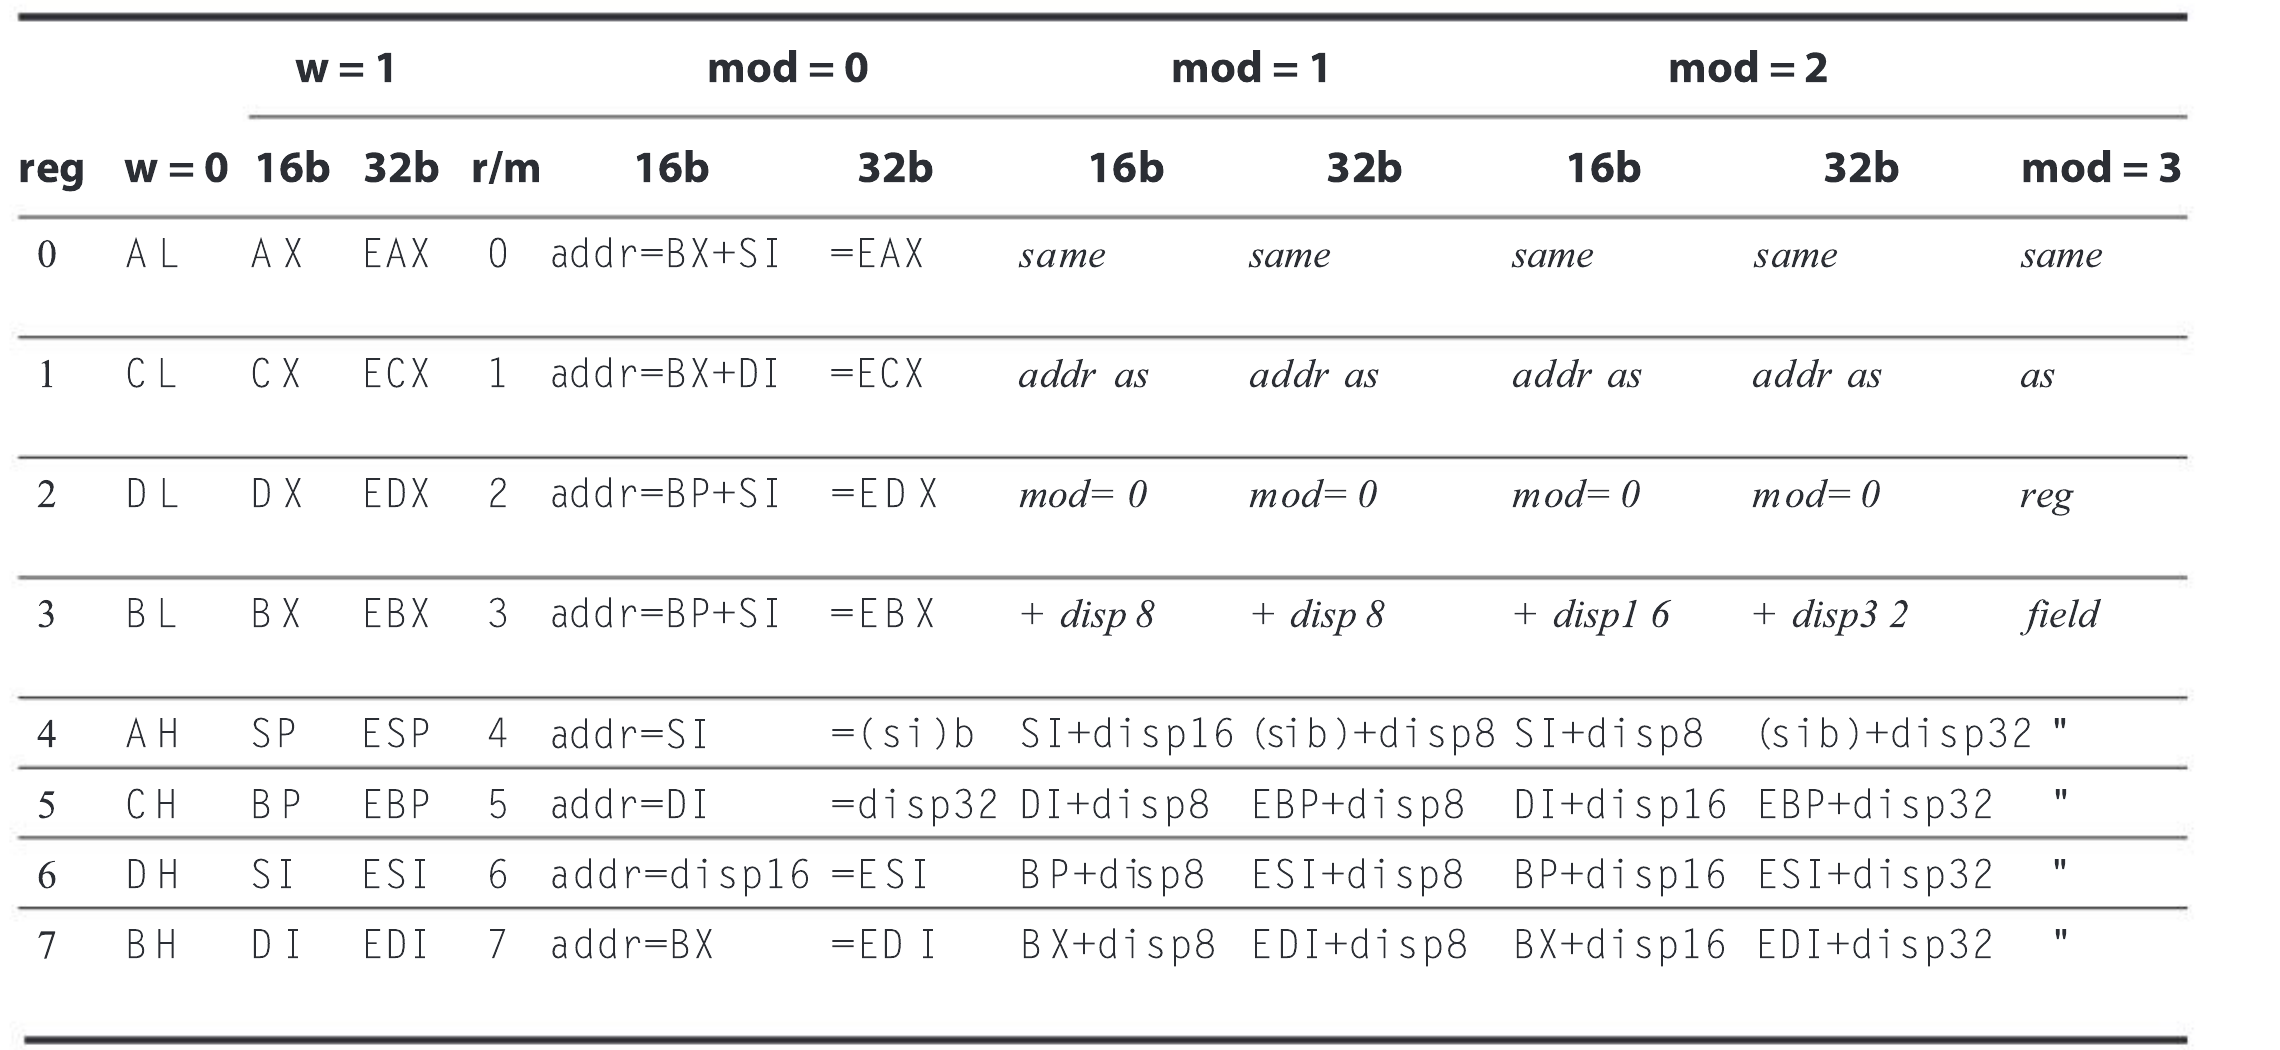 w = 1 mod = 0 mod = 1 mod = 2
reg w = 0 16b 32b r/m 16b 32b 16b 32b 16b 32b mod = 3
0 AL AX EAX 0 addr=BX+SI =EAX same same same same same
1 CL CX ECX 1 addr=BX+DI =ECX addr as addr as addr as addr as as
2 DL DX EDX 2 addr=BP+SI =EDX mod= 0 mod= 0 mod= 0 mod= 0 reg
3 BL BX EBX 3 addr=BP+SI =EBX + disp 8 + disp 8 + disp1 6 + disp3 2 field
4 AH SP ESP 4 addr=SI =(si)b SI+disp16 (sib)+disp8 SI+disp8 (sib)+disp32 "
5 CH BP EBP 5 addr=DI =disp32 DI+disp8 EBP+disp8 DI+disp16 EBP+disp32 "
6 DH SI ESI 6 addr=disp16 =ESI BP+disp8 ESI+disp8 BP+disp16 ESI+disp32 "
7 BH DI EDI 7 addr=BX =EDI BX+disp8 EDI+disp8 BX+disp16 EDI+disp32 "